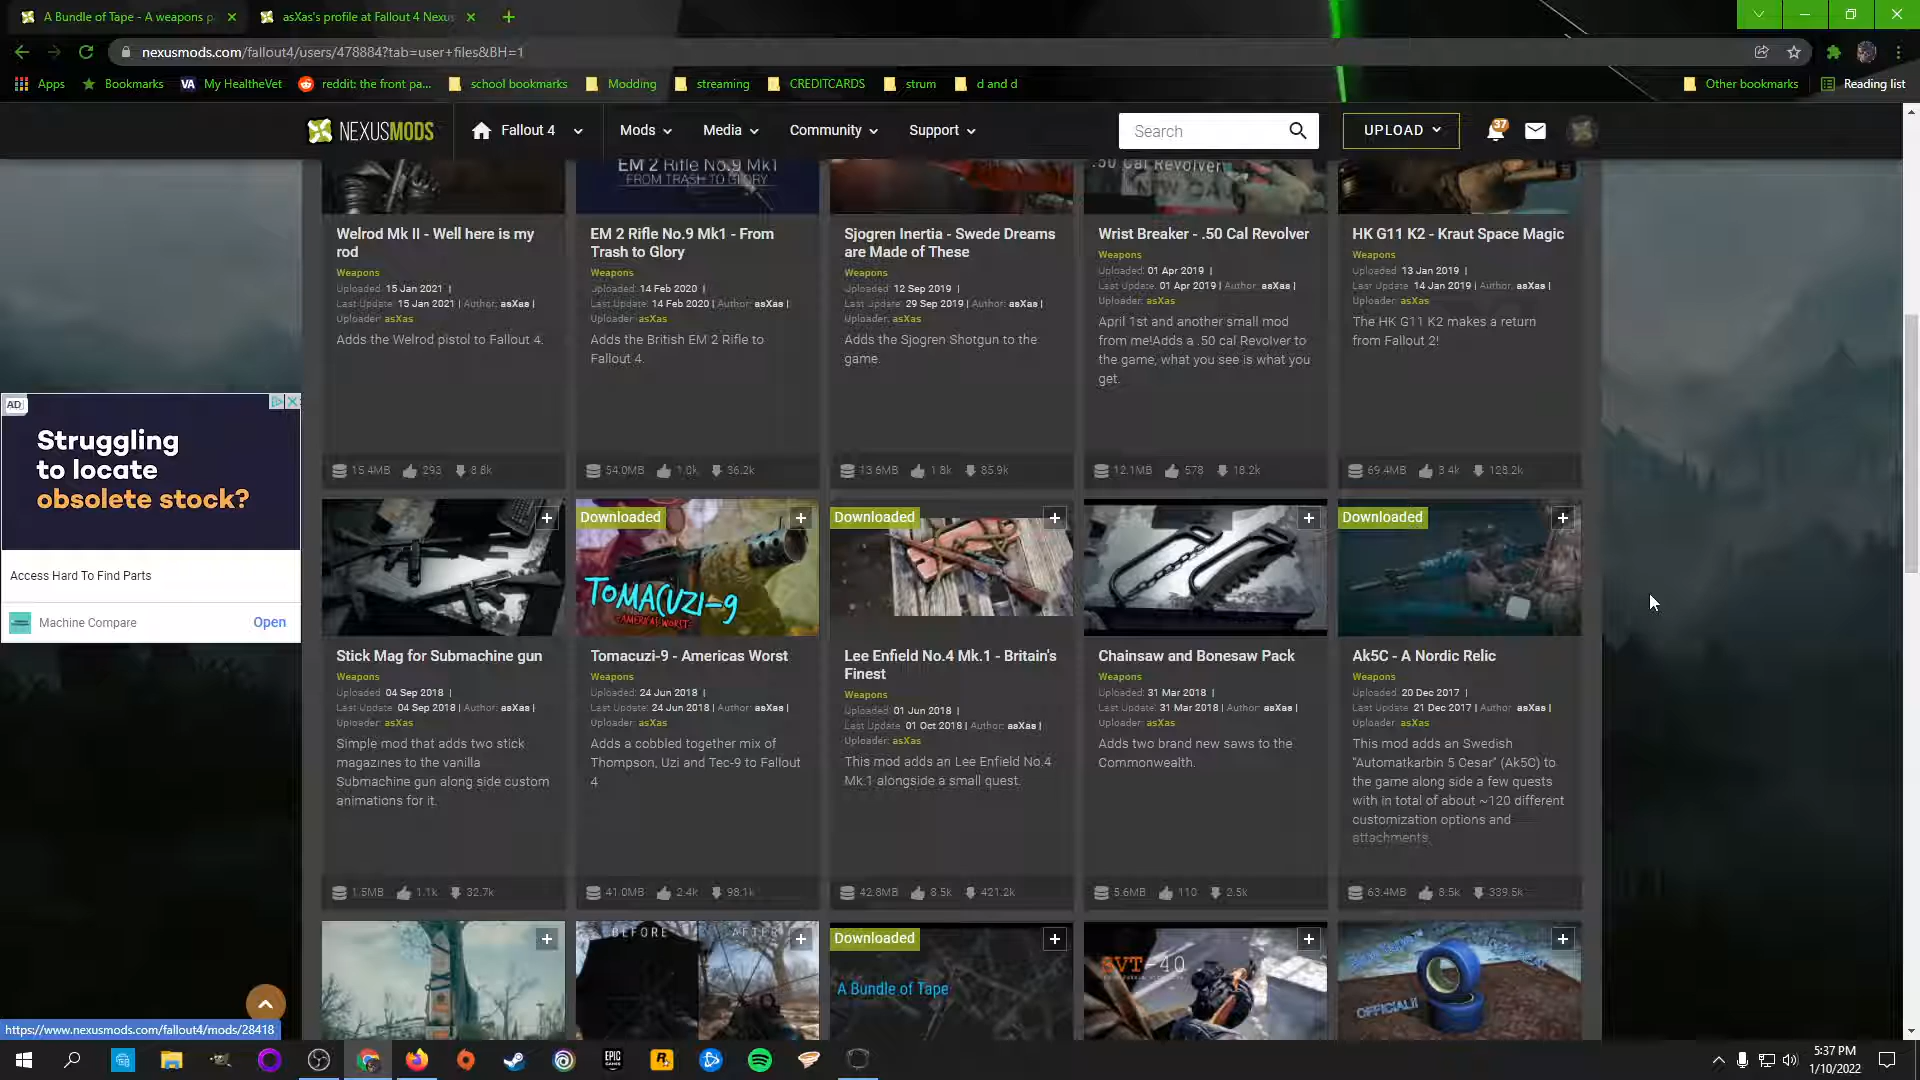 A Bundle of Tape - A weapons p
asXas's profile at Fallout 4 Nexus
nexusmods.com/fallout4/users/478884?tab=user+files&BH=1
Apps
Bookmarks
VA
My HealtheVet
reddit: the front pa...
school bookmarks
Modding
streaming
CREDITCARDS
strum
d and d
Other bookmarks
Reading list
NEXUSMODS
Fallout 4
Mods
Media
Community
Support
Search
UPLOAD
37
EM 2 Rifle No.9 Mk1
FROM TRASH TO GLORY
.50 Cal Revolver
Welrod Mk II - Well here is my
rod
Weapons
Uploaded: 15 Jan 2021 |
Last Update: 15 Jan 2021 | Author: asXas |
Uploader: asXas
Adds the Welrod pistol to Fallout 4.
15.4MB 293 8.8k
EM 2 Rifle No.9 Mk1 - From
Trash to Glory
Weapons
Uploaded: 14 Feb 2020 |
Last Update: 14 Feb 2020 | Author: asXas |
Uploader: asXas
Adds the British EM 2 Rifle to
Fallout 4.
54.0MB 1.0k 36.2k
Sjogren Inertia - Swede Dreams
are Made of These
Weapons
Uploaded: 12 Sep 2019 |
Last Update: 29 Sep 2019 | Author: asXas |
Uploader: asXas
Adds the Sjogren Shotgun to the
game.
13.6MB 1.8k 85.9k
Wrist Breaker - .50 Cal Revolver
Weapons
Uploaded: 01 Apr 2019 |
Last Update: 01 Apr 2019 | Author: asXas |
Uploader: asXas
April 1st and another small mod
from me!Adds a .50 cal Revolver to
the game, what you see is what you
get.
12.1MB 578 18.2k
HK G11 K2 - Kraut Space Magic
Weapons
Uploaded: 13 Jan 2019 |
Last Update: 14 Jan 2019 | Author: asXas |
Uploader: asXas
The HK G11 K2 makes a return
from Fallout 2!
69.4MB 3.4k 128.2k
AD
Struggling
to locate
obsolete stock?
Access Hard To Find Parts
Machine Compare
Open
Stick Mag for Submachine gun
Weapons
Uploaded: 04 Sep 2018 |
Last Update: 04 Sep 2018 | Author: asXas |
Uploader: asXas
Simple mod that adds two stick
magazines to the vanilla
Submachine gun along side custom
animations for it.
1.5MB 1.1k 32.7k
Downloaded
TOMACUZI-9
-AMERICAS WORST-
Tomacuzi-9 - Americas Worst
Weapons
Uploaded: 24 Jun 2018 |
Last Update: 24 Jun 2018 | Author: asXas |
Uploader: asXas
Adds a cobbled together mix of
Thompson, Uzi and Tec-9 to Fallout
4
41.0MB 2.4k 98.1k
Downloaded
Lee Enfield No.4 Mk.1 - Britain's
Finest
Weapons
Uploaded: 01 Jun 2018 |
Last Update: 01 Oct 2018 | Author: asXas |
Uploader: asXas
This mod adds an Lee Enfield No.4
Mk.1 alongside a small quest.
42.8MB 8.5k 421.2k
Chainsaw and Bonesaw Pack
Weapons
Uploaded: 31 Mar 2018 |
Last Update: 31 Mar 2018 | Author: asXas |
Uploader: asXas
Adds two brand new saws to the
Commonwealth.
5.6MB 110 2.5k
Downloaded
Ak5C - A Nordic Relic
Weapons
Uploaded: 20 Dec 2017 |
Last Update: 21 Dec 2017 | Author: asXas |
Uploader: asXas
This mod adds an Swedish
"Automatkarbin 5 Cesar" (Ak5C) to
the game along side a few quests
with in total of about ~120 different
customization options and
attachments.
63.4MB 8.5k 339.5k
BEFORE AFTER
Downloaded
A Bundle of Tape
SVT-40
OFFICIAL!!
https://www.nexusmods.com/fallout4/mods/28418
EPIC
GAMES
5:37 PM
1/10/2022